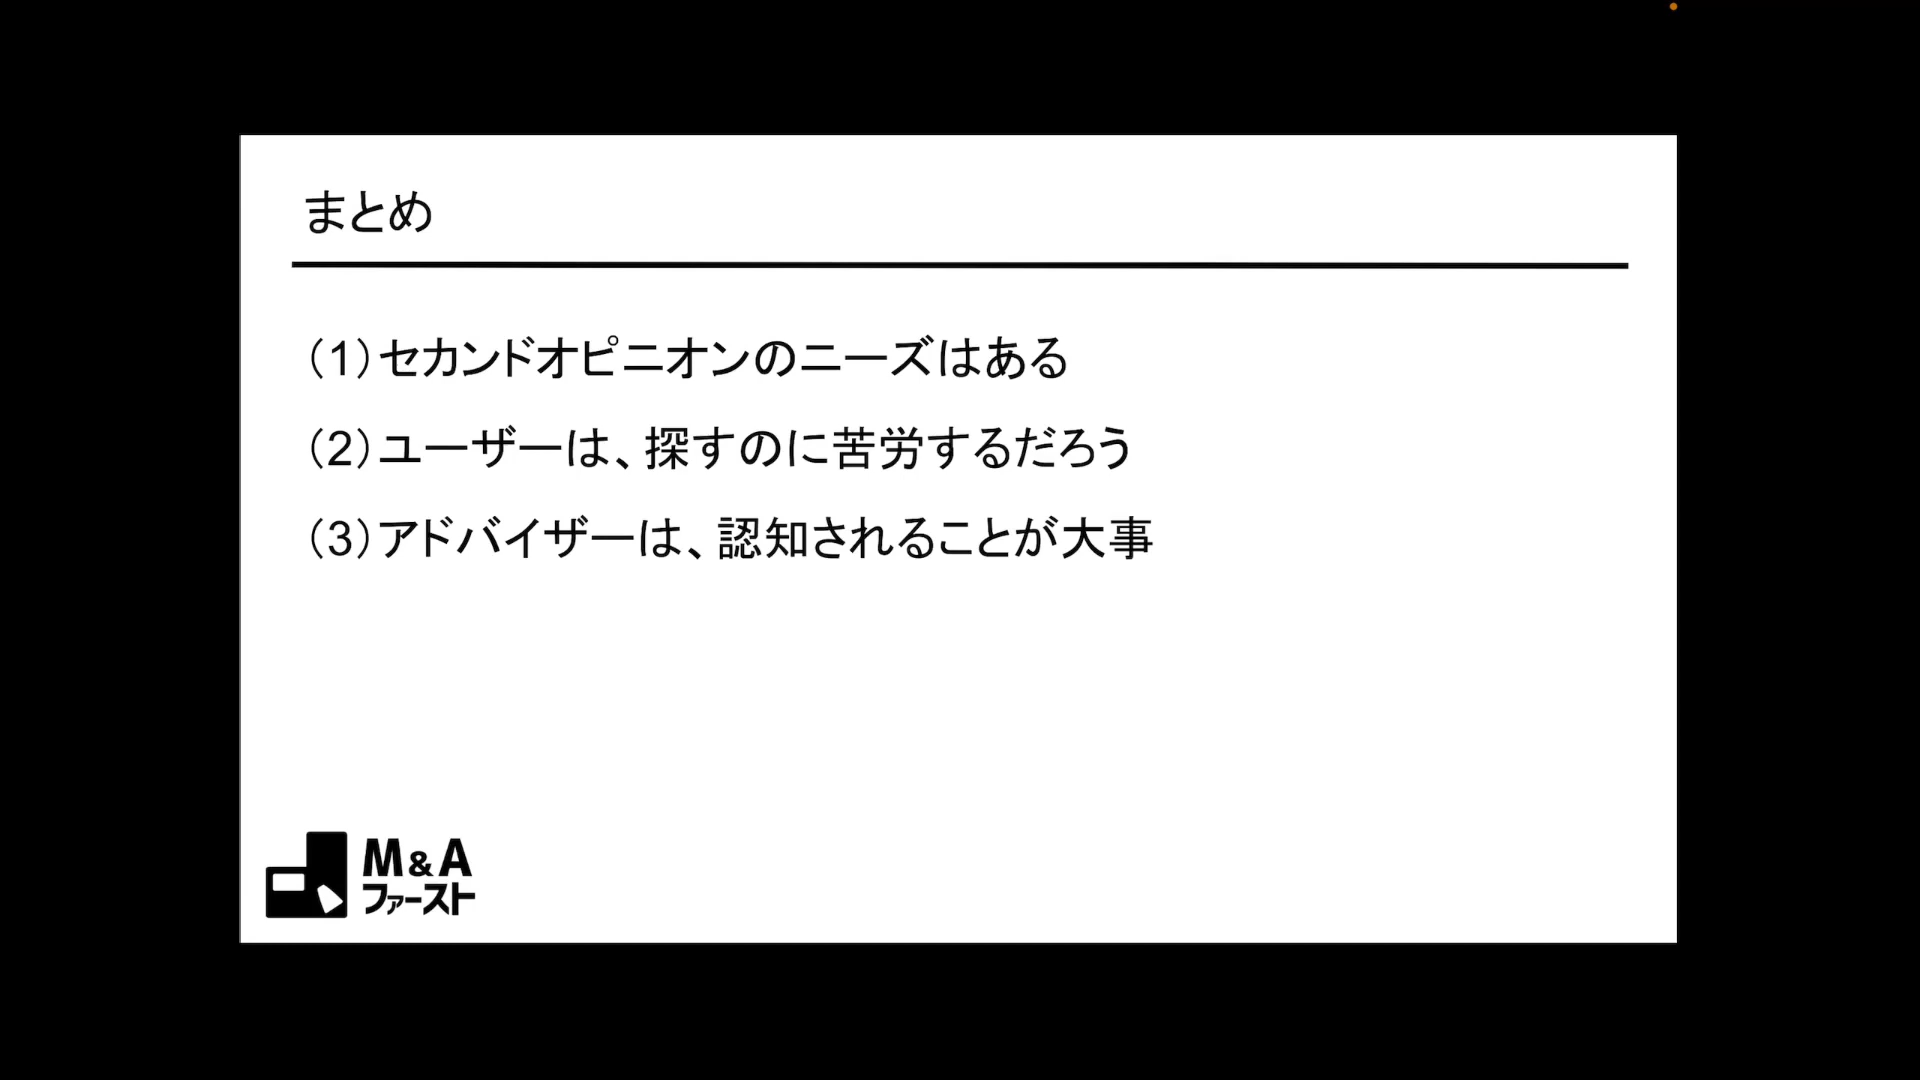 まとめ
（1）セカンドオピニオンのニーズはある
（2）ユーザーは、探すのに苦労するだろう
（3）アドバイザーは、認知されることが大事
M&A
ファースト